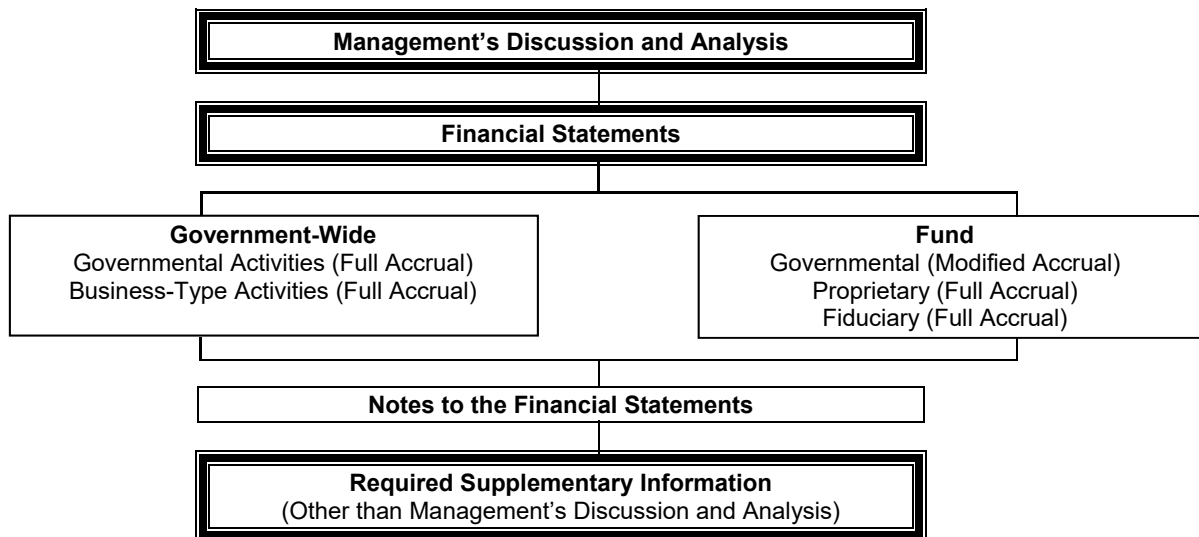 Management’s Discussion and Analysis
Financial Statements
Government-Wide
Governmental Activities (Full Accrual)
Business-Type Activities (Full Accrual)
Fund
Governmental (Modified Accrual)
Proprietary (Full Accrual)
Fiduciary (Full Accrual)
Notes to the Financial Statements
Required Supplementary Information
(Other than Management’s Discussion and Analysis)